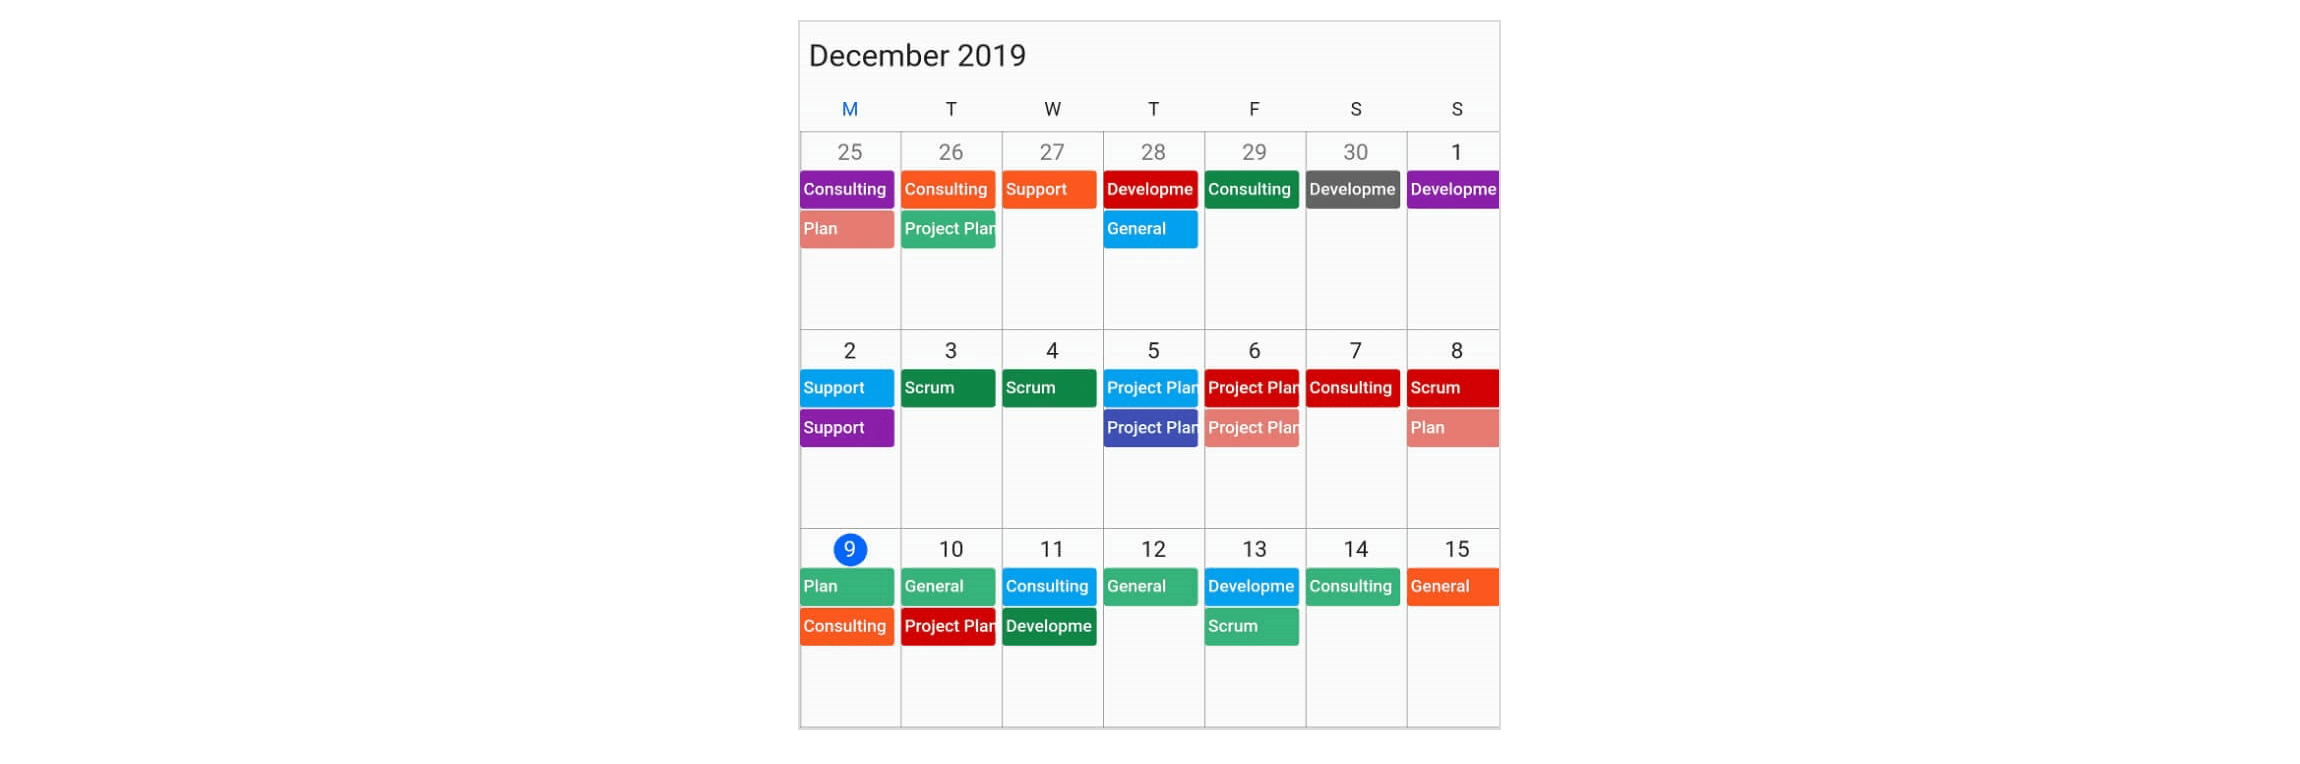 December 2019
M T W T F S S
25 26 27 28 29 30 1
Consulting Consulting Support Developme Consulting Developme Developme
Plan Project Plan General
2 3 4 5 6 7 8
Support Scrum Scrum Project Plan Project Plan Consulting Scrum
Support Project Plan Project Plan Plan
9 10 11 12 13 14 15
Plan General Consulting General Developme Consulting General
Consulting Project Plan Developme Scrum